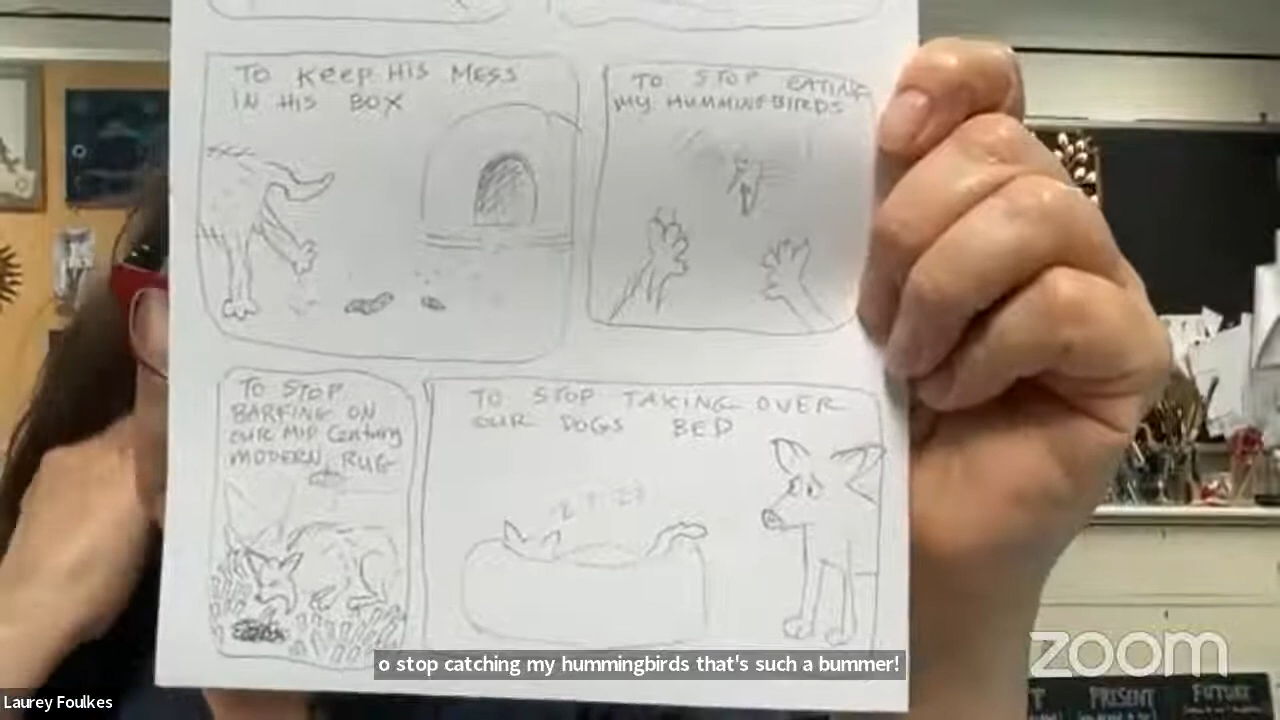 TO KEEP HIS MESS
IN HIS BOX
TO STOP EATING
MY HUMMINGBIRDS
TO STOP
BARFING ON
OUR MID Century
MODERN RUG
TO STOP TAKING OVER
OUR DOGS BED
o stop catching my hummingbirds that's such a bummer!
zoom
Laurey Foulkes
PRESENT
FUTURE